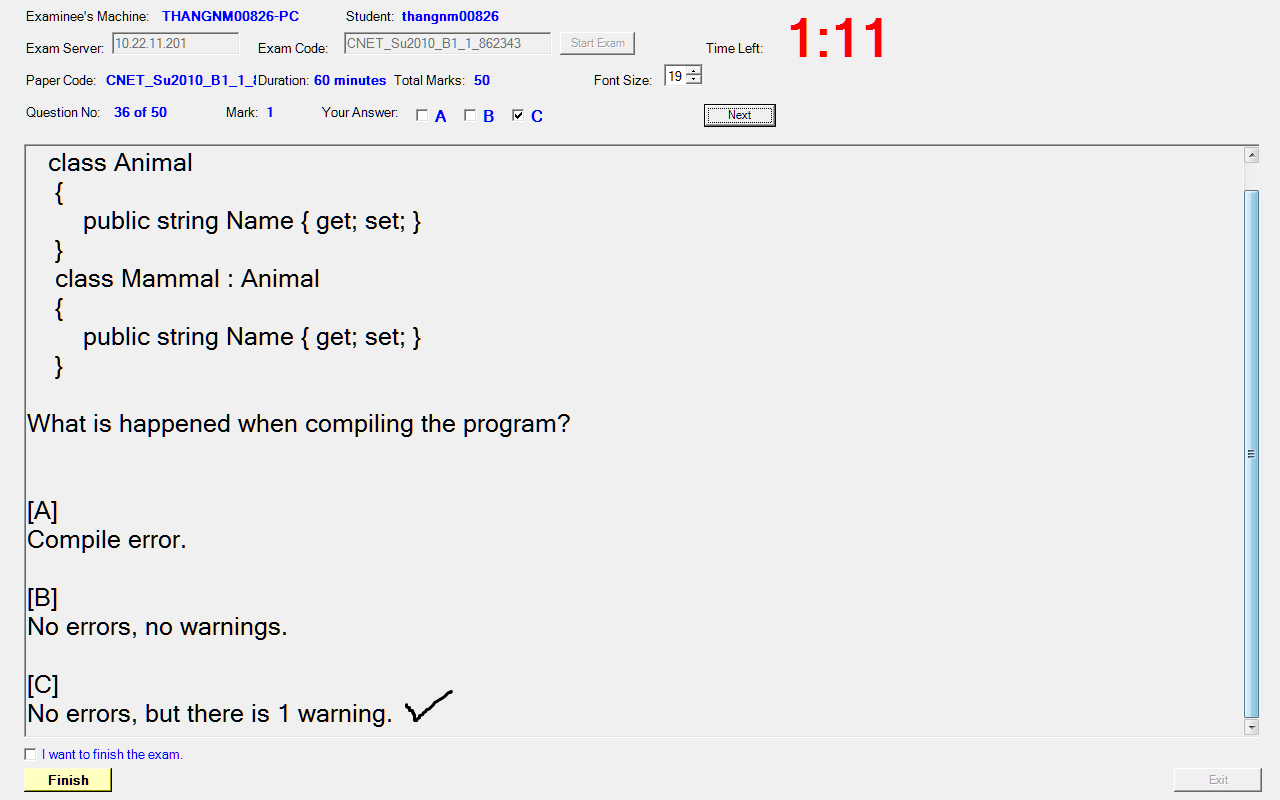 Examinee's Machine: THANGNM00826-PC Student: thangnm00826
Exam Server: 10.22.11.201 Exam Code: CNET_Su2010_B1_1_862343 Start Exam Time Left: 1:11
Paper Code: CNET_Su2010_B1_1_ Duration: 60 minutes Total Marks: 50 Font Size: 19
Question No: 36 of 50 Mark: 1 Your Answer: A B C Next
class Animal
{
public string Name { get; set; }
}
class Mammal : Animal
{
public string Name { get; set; }
}
What is happened when compiling the program?
[A]
Compile error.
[B]
No errors, no warnings.
[C]
No errors, but there is 1 warning.
I want to finish the exam.
Finish Exit